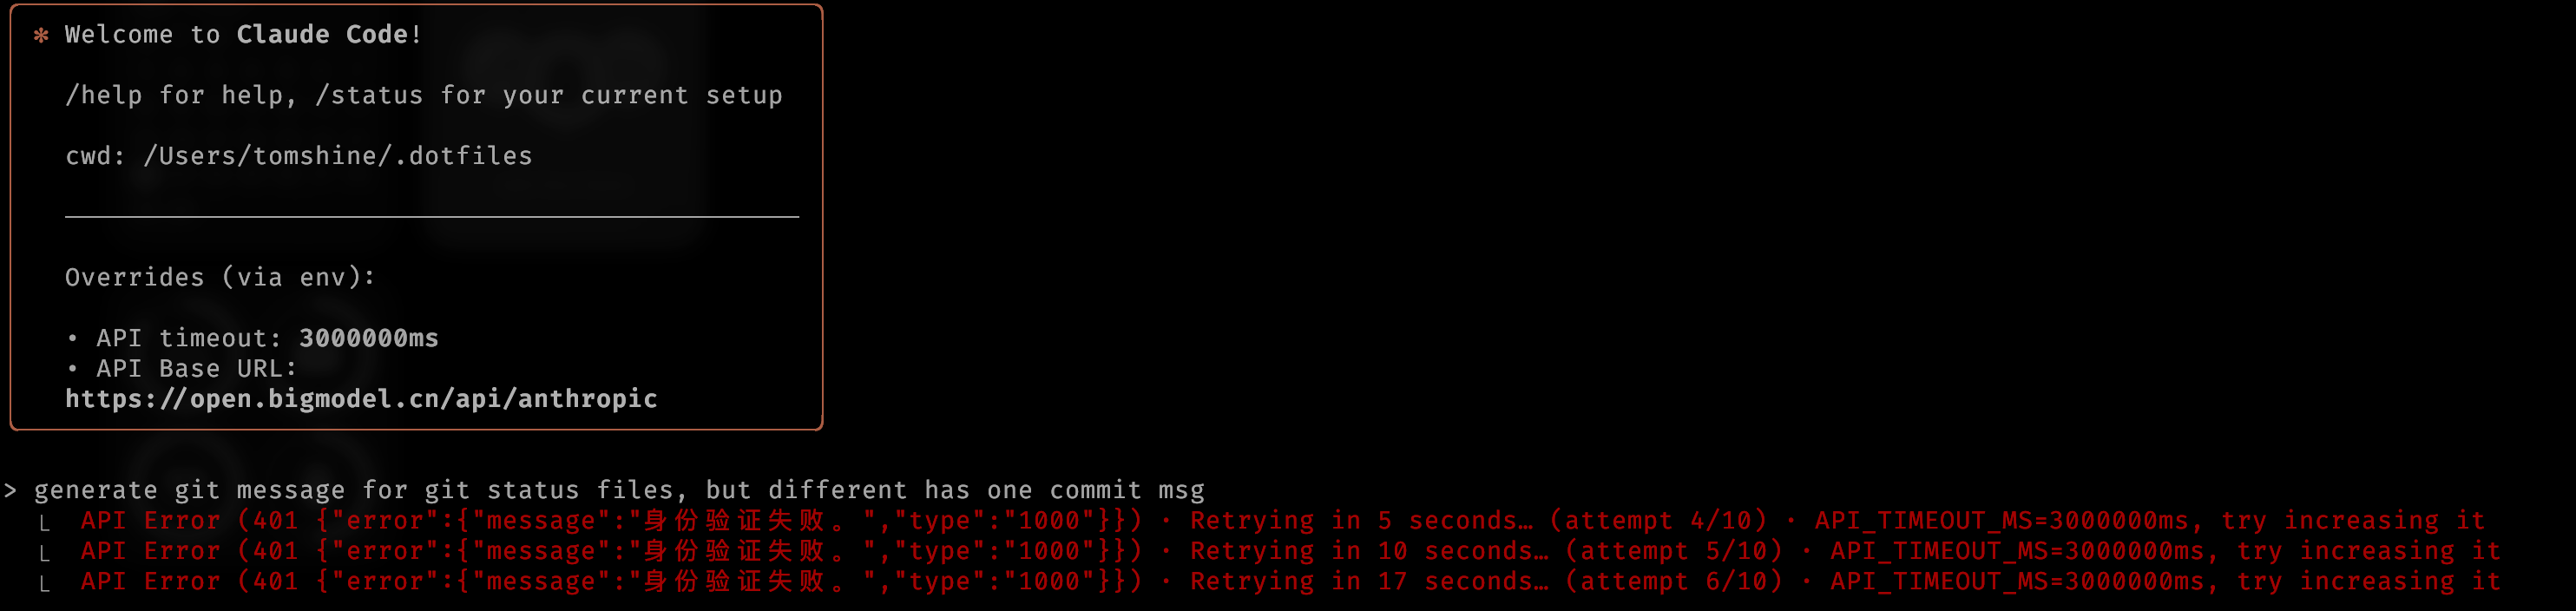 ✻ Welcome to Claude Code!
/help for help, /status for your current setup
cwd: /Users/tomshine/.dotfiles
Overrides (via env):
• API timeout: 3000000ms
• API Base URL:
https://open.bigmodel.cn/api/anthropic
> generate git message for git status files, but different has one commit msg
⎿ API Error (401 {"error":{"message":"身份验证失败。","type":"1000"}}) · Retrying in 5 seconds… (attempt 4/10) · API_TIMEOUT_MS=3000000ms, try increasing it
⎿ API Error (401 {"error":{"message":"身份验证失败。","type":"1000"}}) · Retrying in 10 seconds… (attempt 5/10) · API_TIMEOUT_MS=3000000ms, try increasing it
⎿ API Error (401 {"error":{"message":"身份验证失败。","type":"1000"}}) · Retrying in 17 seconds… (attempt 6/10) · API_TIMEOUT_MS=3000000ms, try increasing it